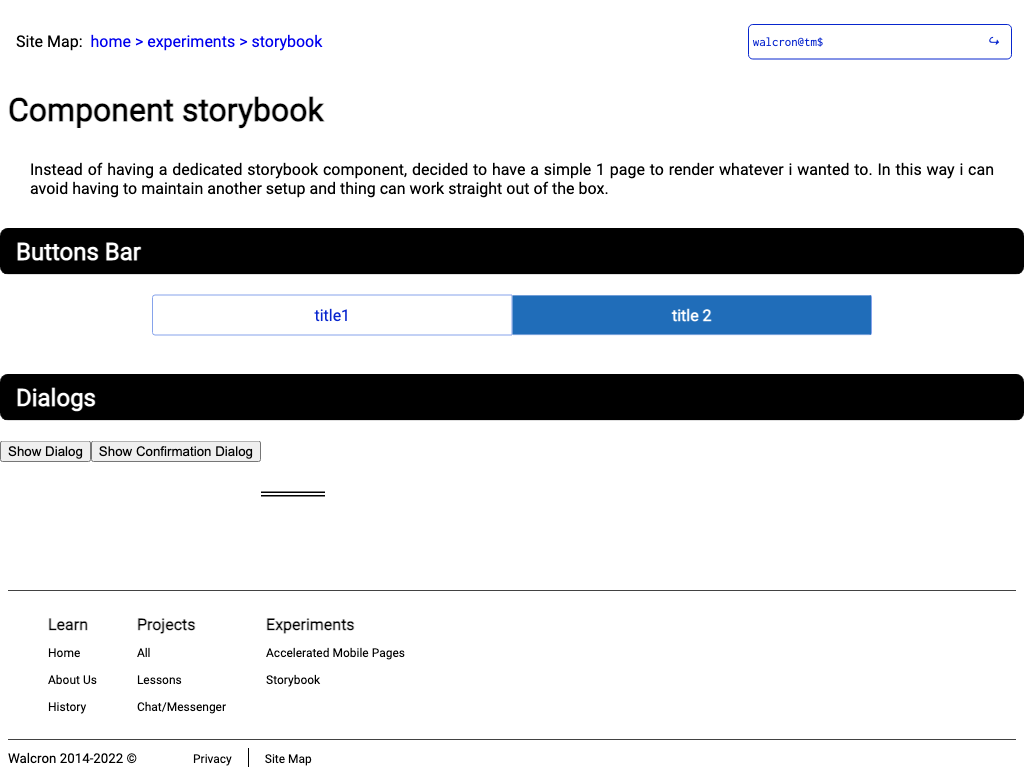 Site Map: home > experiments > storybook
walcron@tm$
Component storybook
Instead of having a dedicated storybook component, decided to have a simple 1 page to render whatever i wanted to. In this way i can
avoid having to maintain another setup and thing can work straight out of the box.
Buttons Bar
title1
title 2
Dialogs
Show Dialog
Show Confirmation Dialog
Learn
Home
About Us
History
Projects
All
Lessons
Chat/Messenger
Experiments
Accelerated Mobile Pages
Storybook
Walcron 2014-2022 ©
Privacy
Site Map